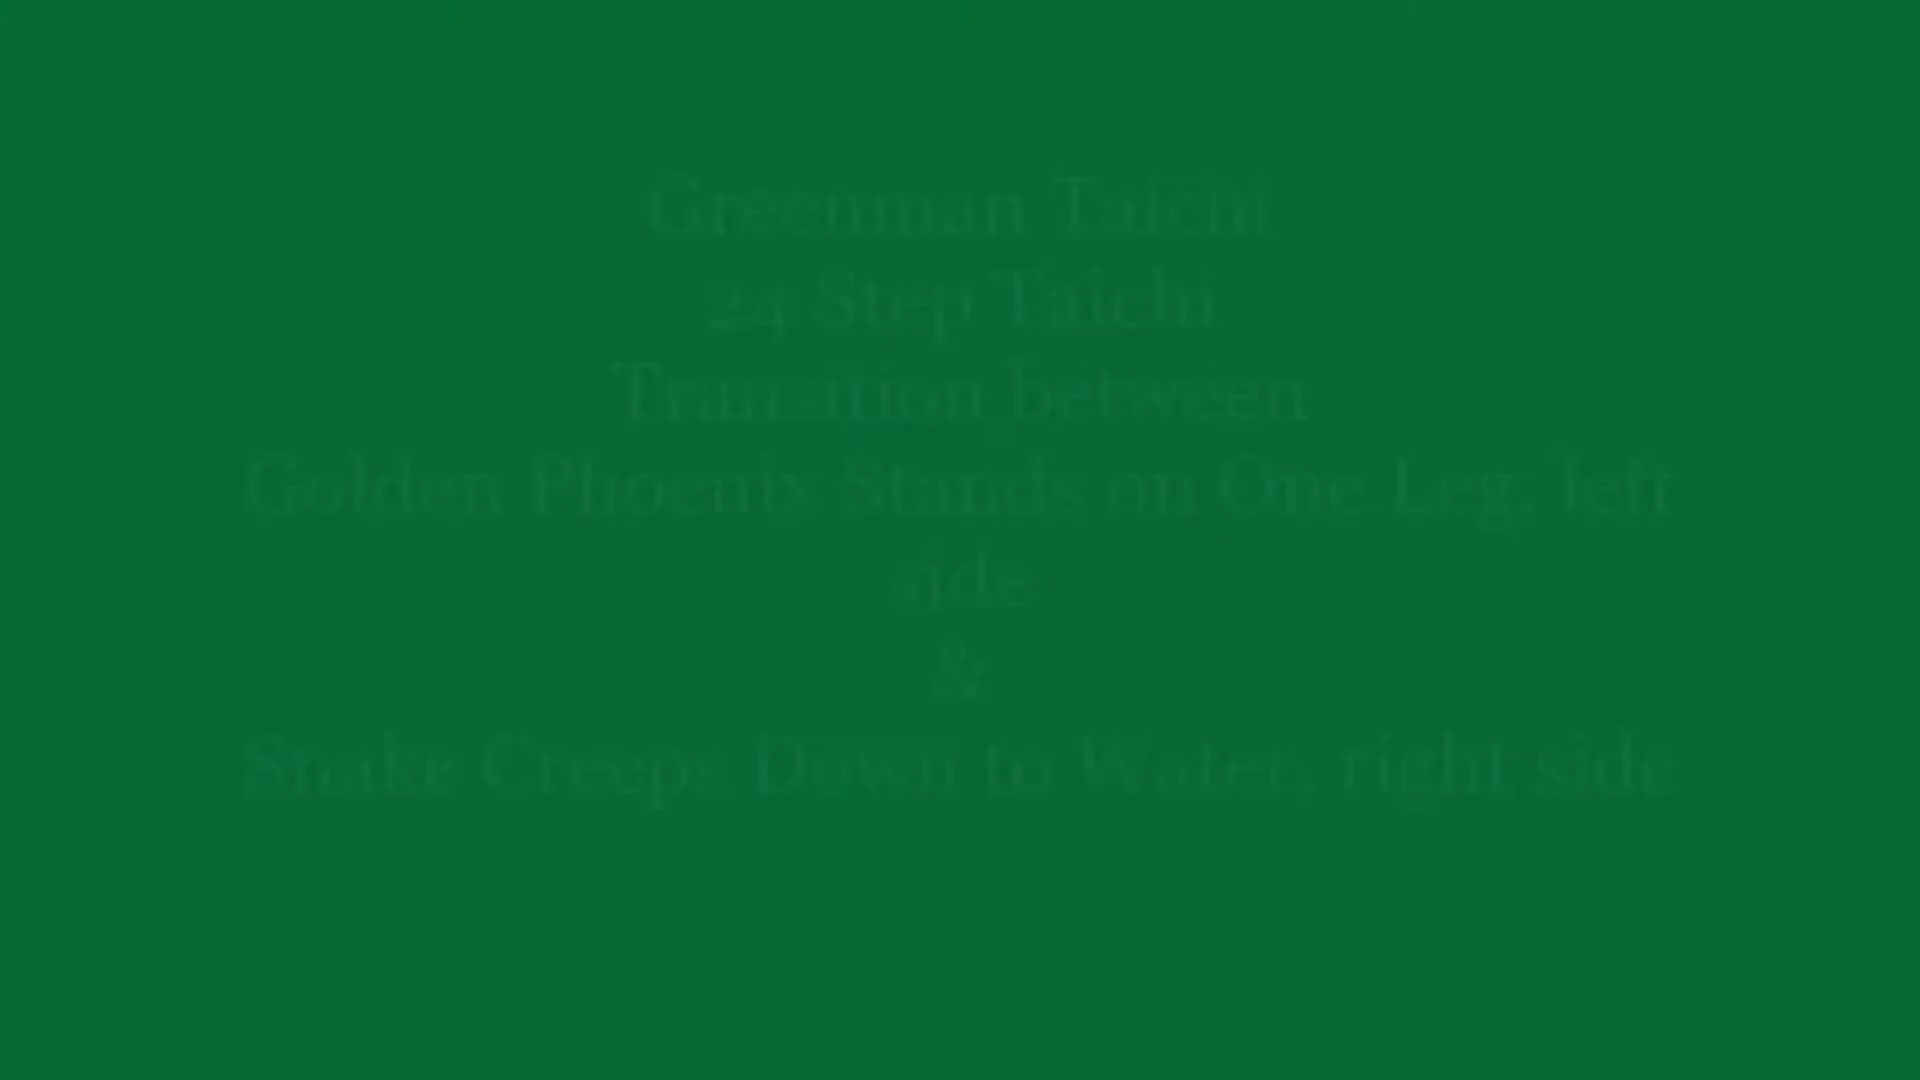 Greenman Taichi
24 Step Taichi
Transition between
Golden Phoenix Stands on One Leg, left
side
&
Snake Creeps Down to Water, right side